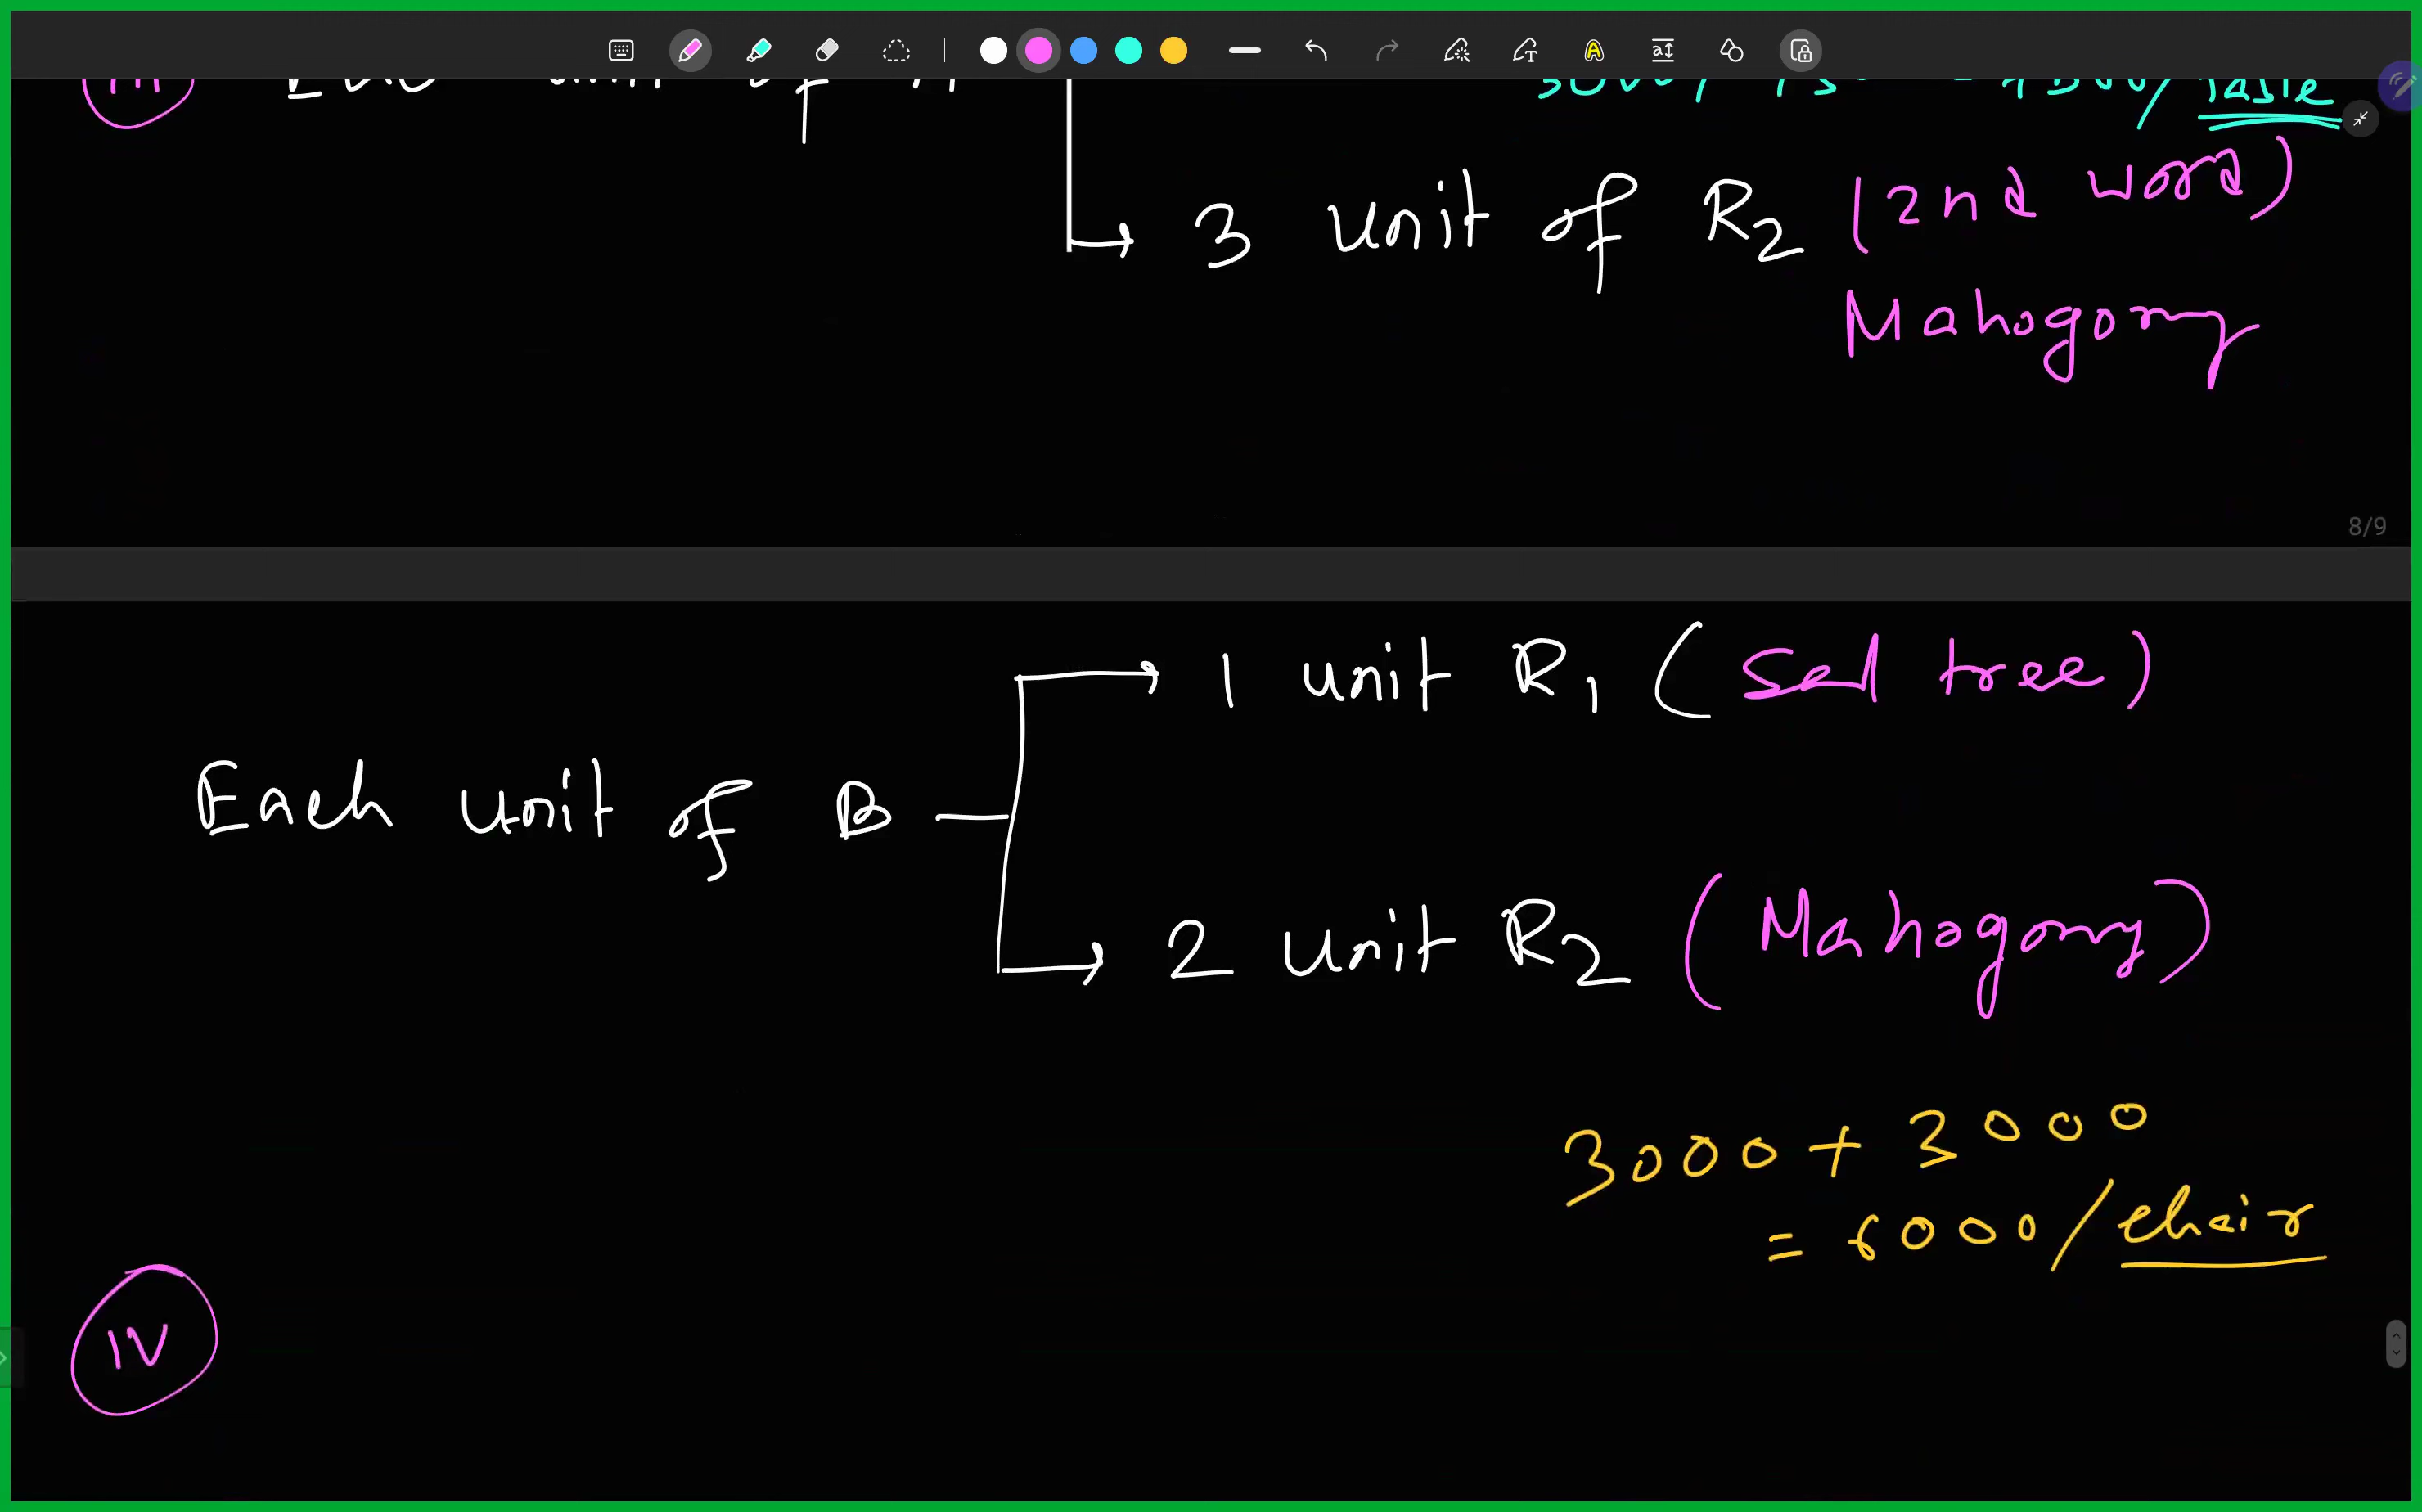 3 Unit of R2 (2nd word)
Mahogony
8/9
1 unit R1 (Sal tree)
Each unit of B
2 Unit R2 (Mahogony)
3000 + 3000
= 6000/chair
IV